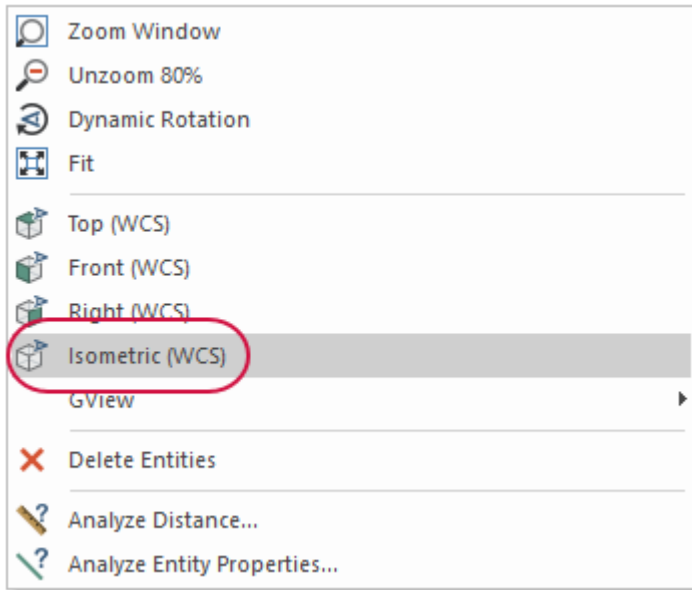 Zoom Window
Unzoom 80%
Dynamic Rotation
Fit
Top (WCS)
Front (WCS)
Right (WCS)
Isometric (WCS)
GView
Delete Entities
Analyze Distance...
Analyze Entity Properties...